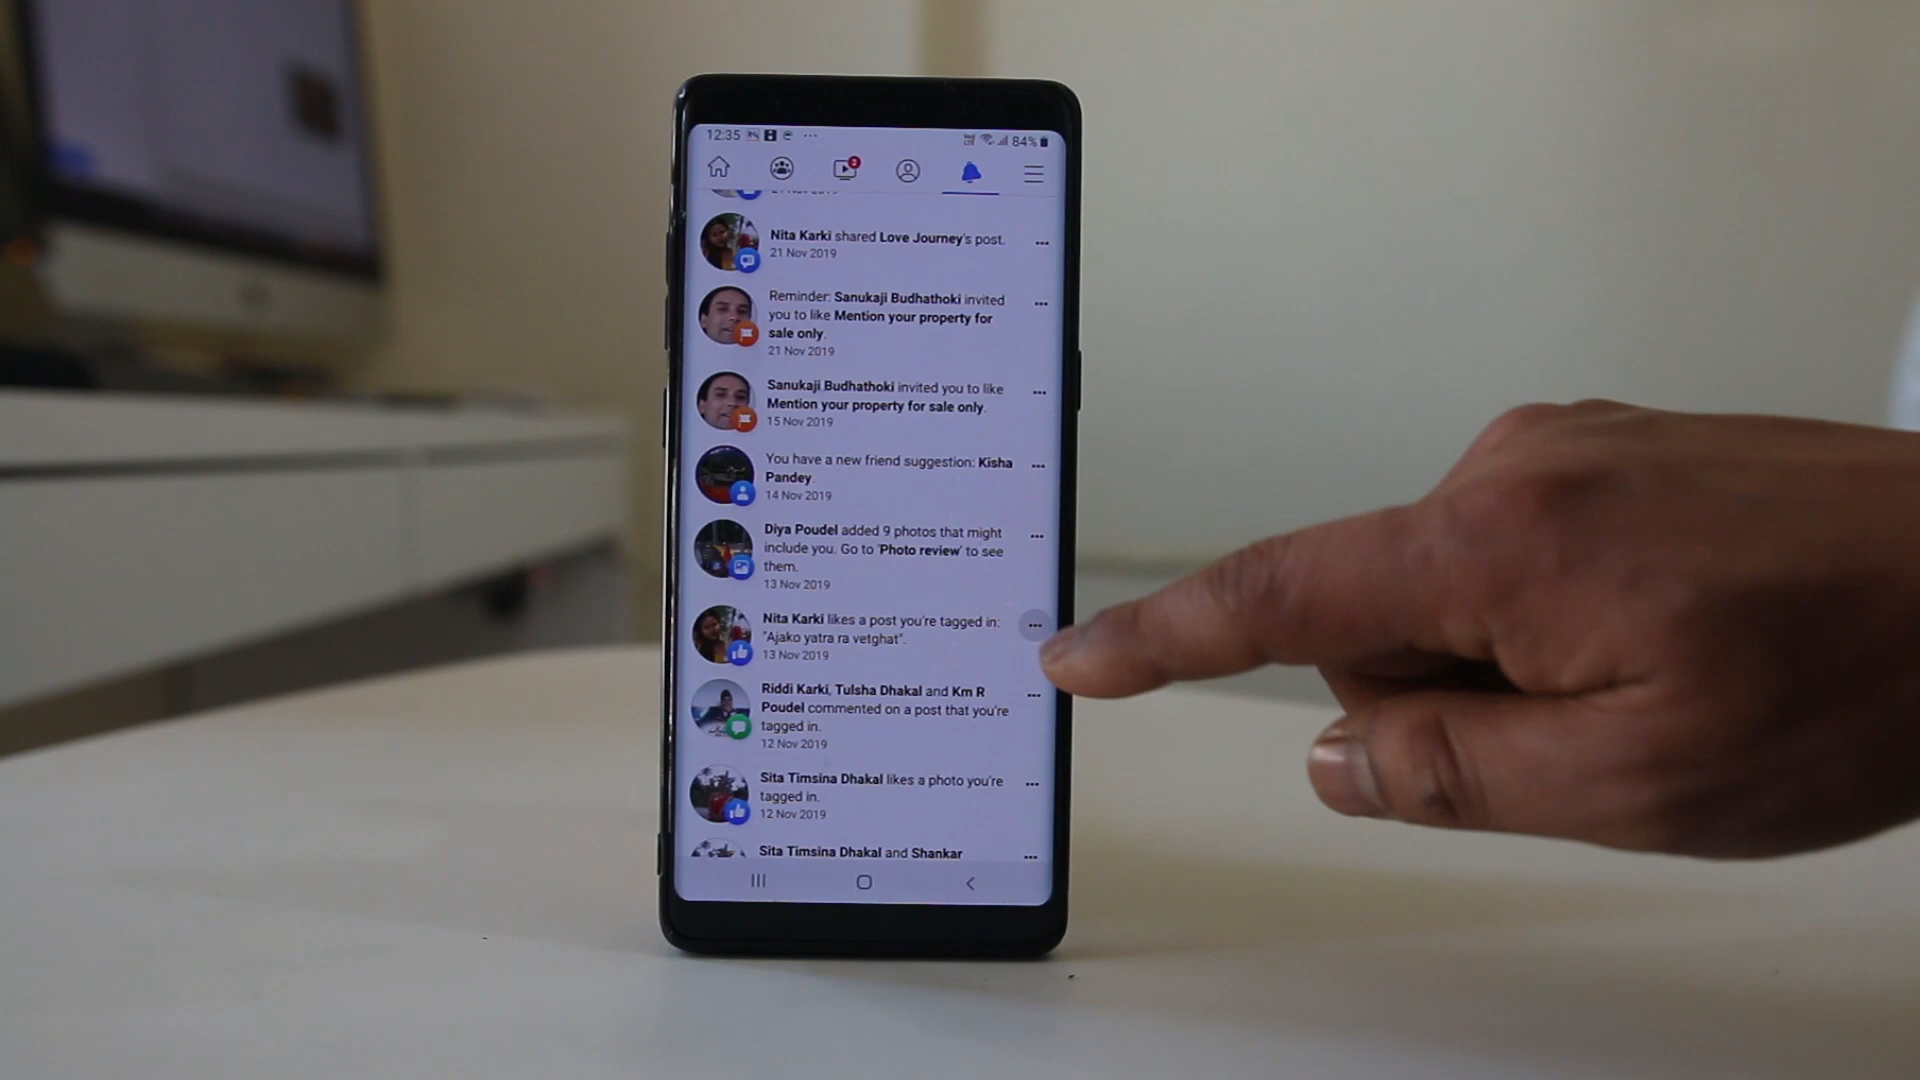 12:35
84%
2
Nita Karki shared Love Journey's post.
21 Nov 2019
Reminder: Sanukaji Budhathoki invited
you to like Mention your property for
sale only.
21 Nov 2019
Sanukaji Budhathoki invited you to like
Mention your property for sale only.
15 Nov 2019
You have a new friend suggestion: Kisha
Pandey.
14 Nov 2019
Diya Poudel added 9 photos that might
include you. Go to 'Photo review' to see
them.
13 Nov 2019
Nita Karki likes a post you're tagged in:
"Ajako yatra ra vetghat".
13 Nov 2019
Riddi Karki, Tulsha Dhakal and Km R
Poudel commented on a post that you're
tagged in.
12 Nov 2019
Sita Timsina Dhakal likes a photo you're
tagged in.
12 Nov 2019
Sita Timsina Dhakal and Shankar